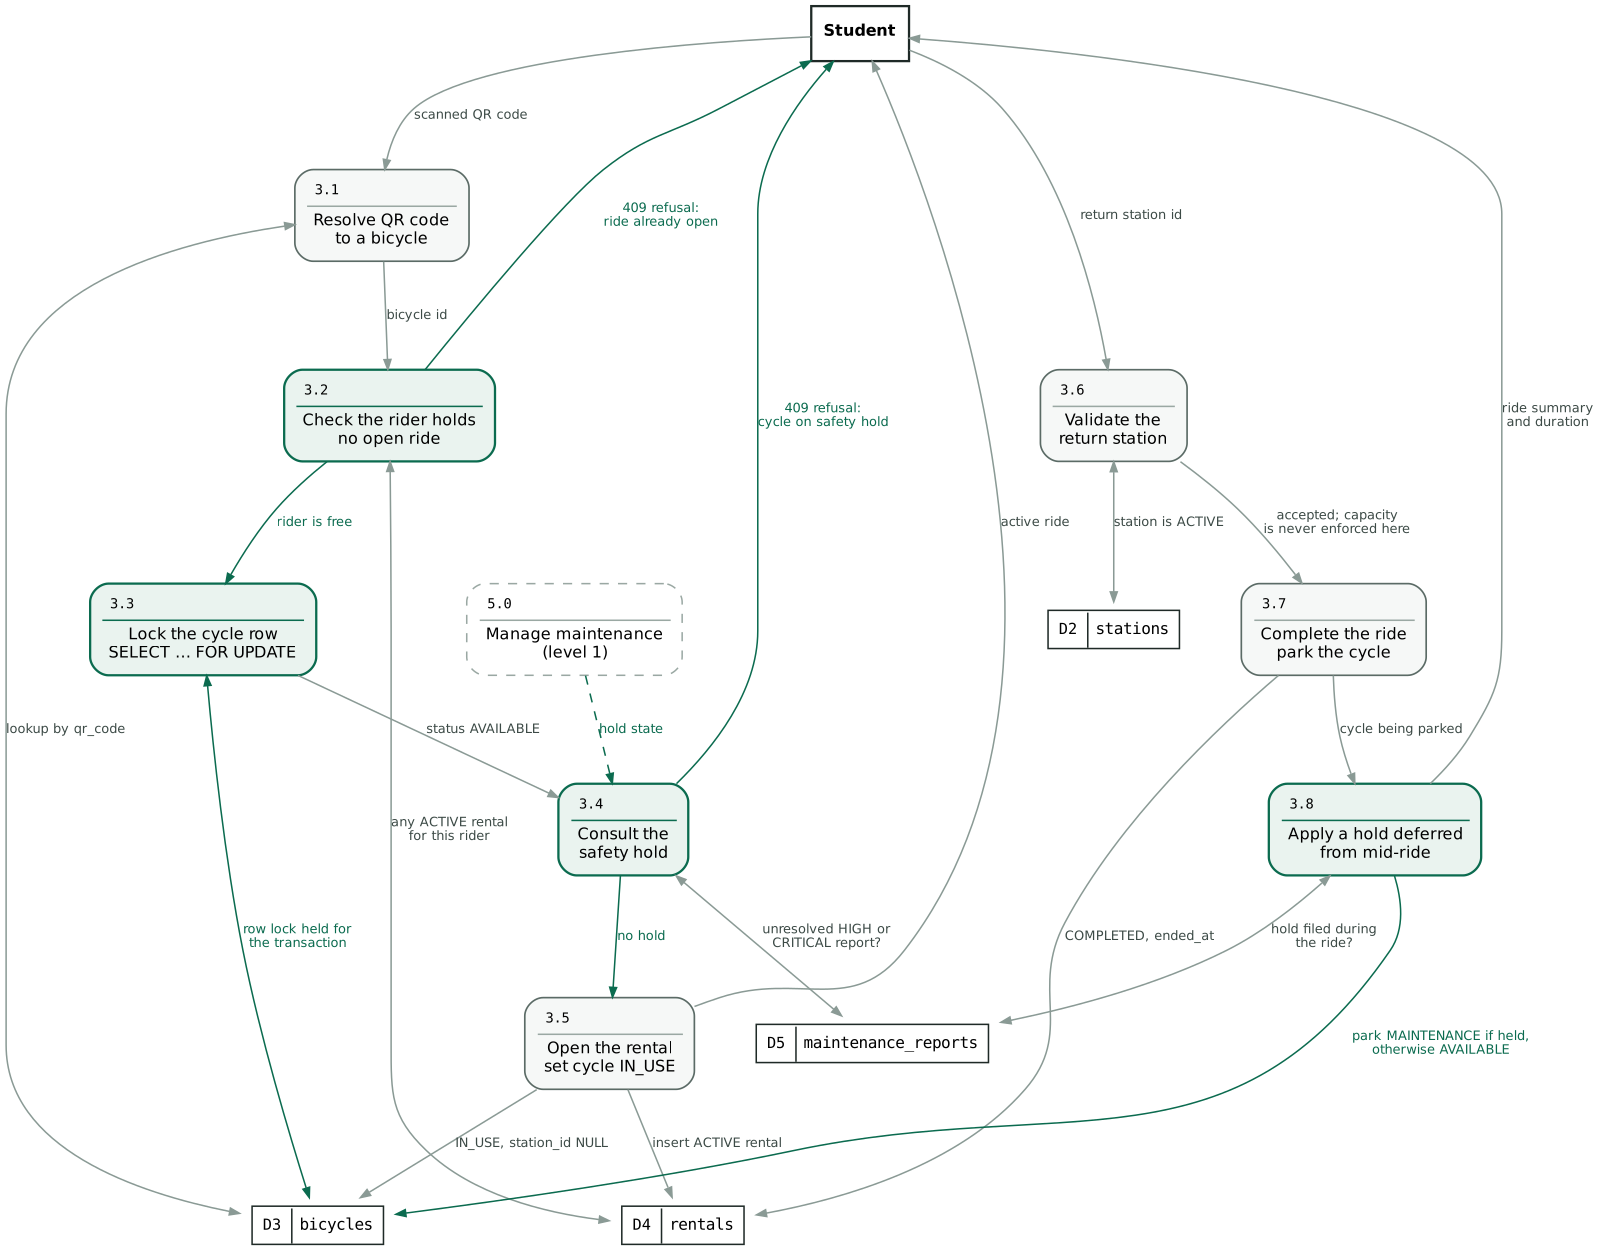 Student
scanned QR code
3.1
Resolve QR code
to a bicycle
409 refusal:
ride already open
return station id
bicycle id
3.2
Check the rider holds
no open ride
409 refusal:
cycle on safety hold
3.6
Validate the
return station
ride summary
and duration
rider is free
active ride
station is ACTIVE
accepted; capacity
is never enforced here
3.3
Lock the cycle row
SELECT ... FOR UPDATE
5.0
Manage maintenance
(level 1)
D2 stations
3.7
Complete the ride
park the cycle
lookup by qr_code
status AVAILABLE
hold state
cycle being parked
any ACTIVE rental
for this rider
3.4
Consult the
safety hold
3.8
Apply a hold deferred
from mid-ride
row lock held for
the transaction
no hold
unresolved HIGH or
CRITICAL report?
COMPLETED, ended_at
hold filed during
the ride?
3.5
Open the rental
set cycle IN_USE
D5 maintenance_reports
park MAINTENANCE if held,
otherwise AVAILABLE
IN_USE, station_id NULL
insert ACTIVE rental
D3 bicycles
D4 rentals